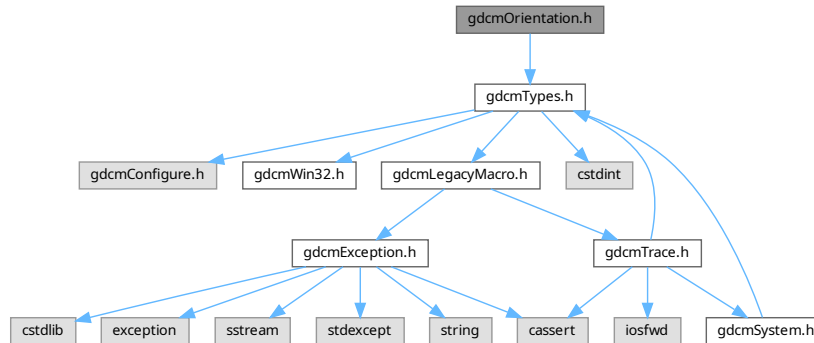 gdcmOrientation.h
gdcmTypes.h
gdcmConfigure.h
gdcmWin32.h
gdcmLegacyMacro.h
cstdint
gdcmException.h
gdcmTrace.h
cstdlib
exception
sstream
stdexcept
string
cassert
iosfwd
gdcmSystem.h